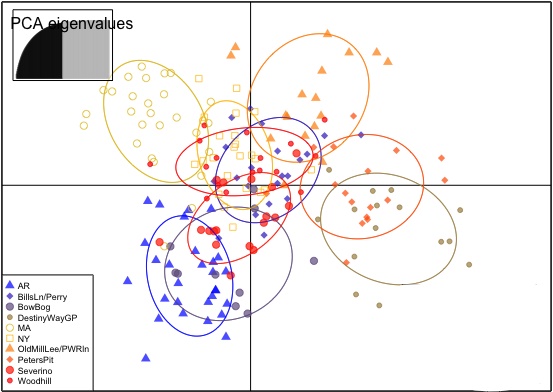 PCA eigenvalues
AR
BillsLn/Perry
BowBog
DestinyWayGP
MA
NY
OldMillLee/PWRln
PetersPit
Severino
Woodhill